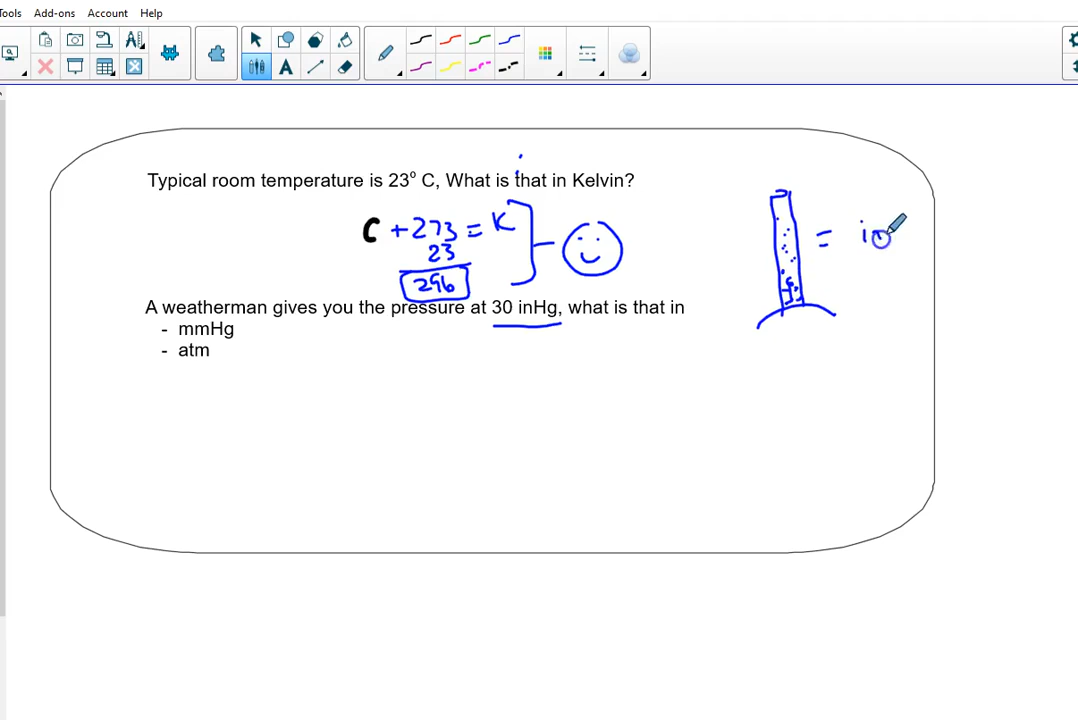 Tools Add-ons Account Help
Typical room temperature is 23° C, What is that in Kelvin?
C + 273 = K
23
296
= in
A weatherman gives you the pressure at 30 inHg, what is that in
- mmHg
- atm